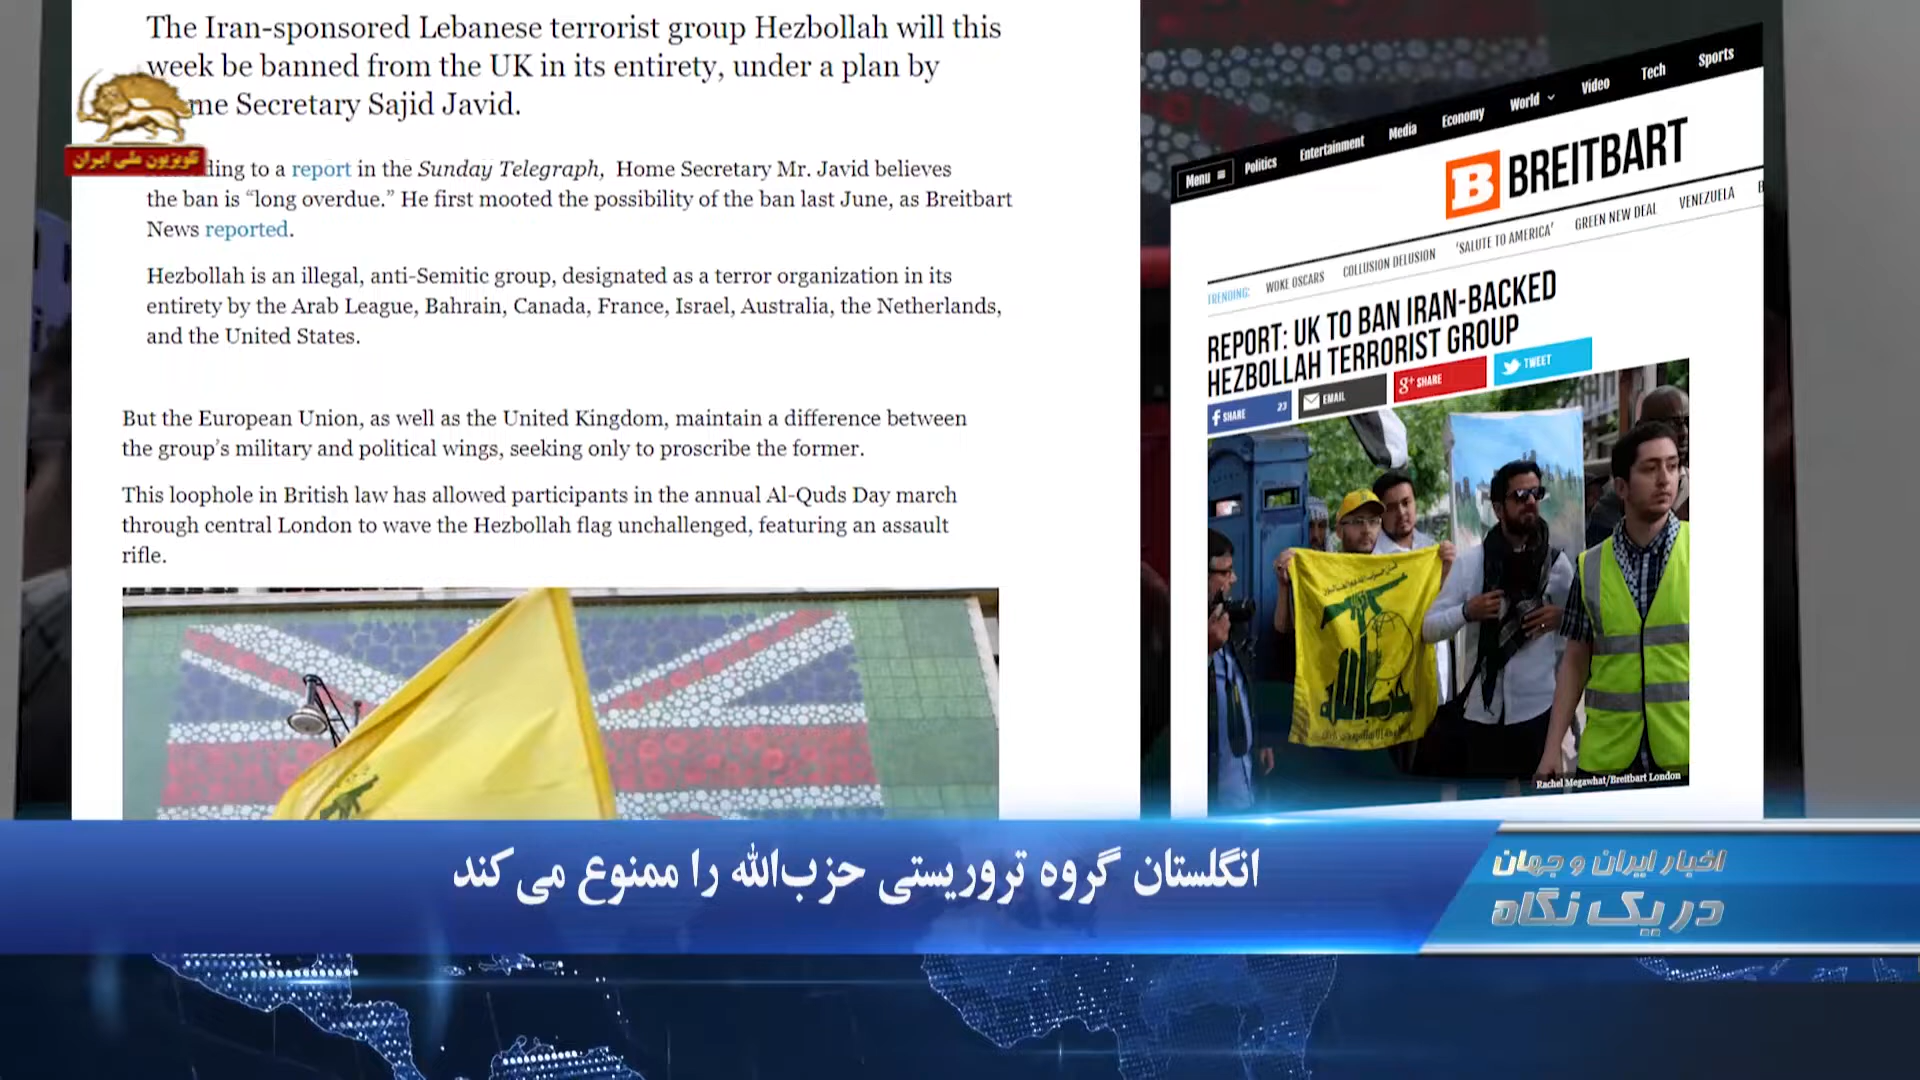 The Iran-sponsored Lebanese terrorist group Hezbollah will this
week be banned from the UK in its entirety, under a plan by
me Secretary Sajid Javid.
تلویزیون ملی ایران
ding to a report in the Sunday Telegraph, Home Secretary Mr. Javid believes
the ban is “long overdue.” He first mooted the possibility of the ban last June, as Breitbart
News reported.
Hezbollah is an illegal, anti-Semitic group, designated as a terror organization in its
entirety by the Arab League, Bahrain, Canada, France, Israel, Australia, the Netherlands,
and the United States.
But the European Union, as well as the United Kingdom, maintain a difference between
the group’s military and political wings, seeking only to proscribe the former.
This loophole in British law has allowed participants in the annual Al-Quds Day march
through central London to wave the Hezbollah flag unchallenged, featuring an assault
rifle.
Menu Politics Entertainment Media Economy World Video Tech Sports
B BREITBART
TRENDING: WOKE OSCARS COLLUSION DELUSION ‘SALUTE TO AMERICA’ GREEN NEW DEAL VENEZUELA B
REPORT: UK TO BAN IRAN-BACKED
HEZBOLLAH TERRORIST GROUP
f SHARE 23 EMAIL g+ SHARE TWEET
حزب الله
Rachel Megawhat/Breitbart London
انگلستان گروه تروریستی حزب‌الله را ممنوع می کند
اخبار ایران و جهان
در یک نگاه